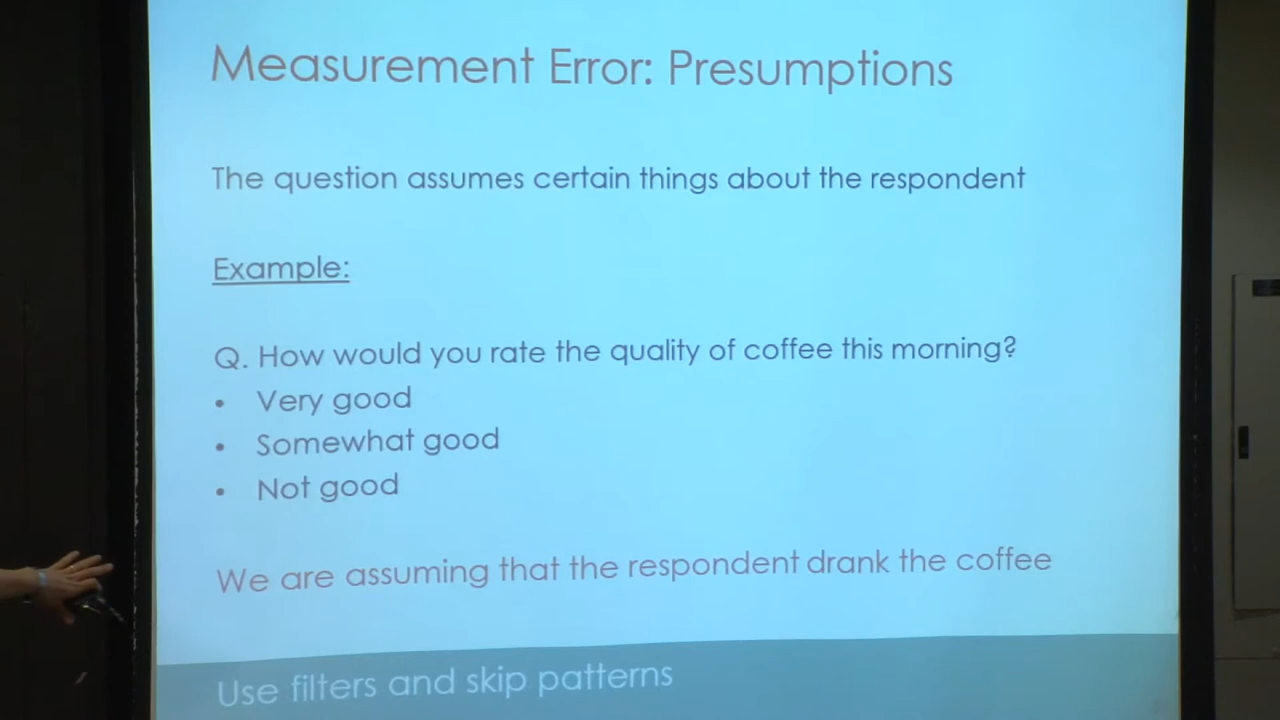 Measurement Error: Presumptions
The question assumes certain things about the respondent
Example:
Q. How would you rate the quality of coffee this morning?
• Very good
• Somewhat good
• Not good
We are assuming that the respondent drank the coffee
Use filters and skip patterns